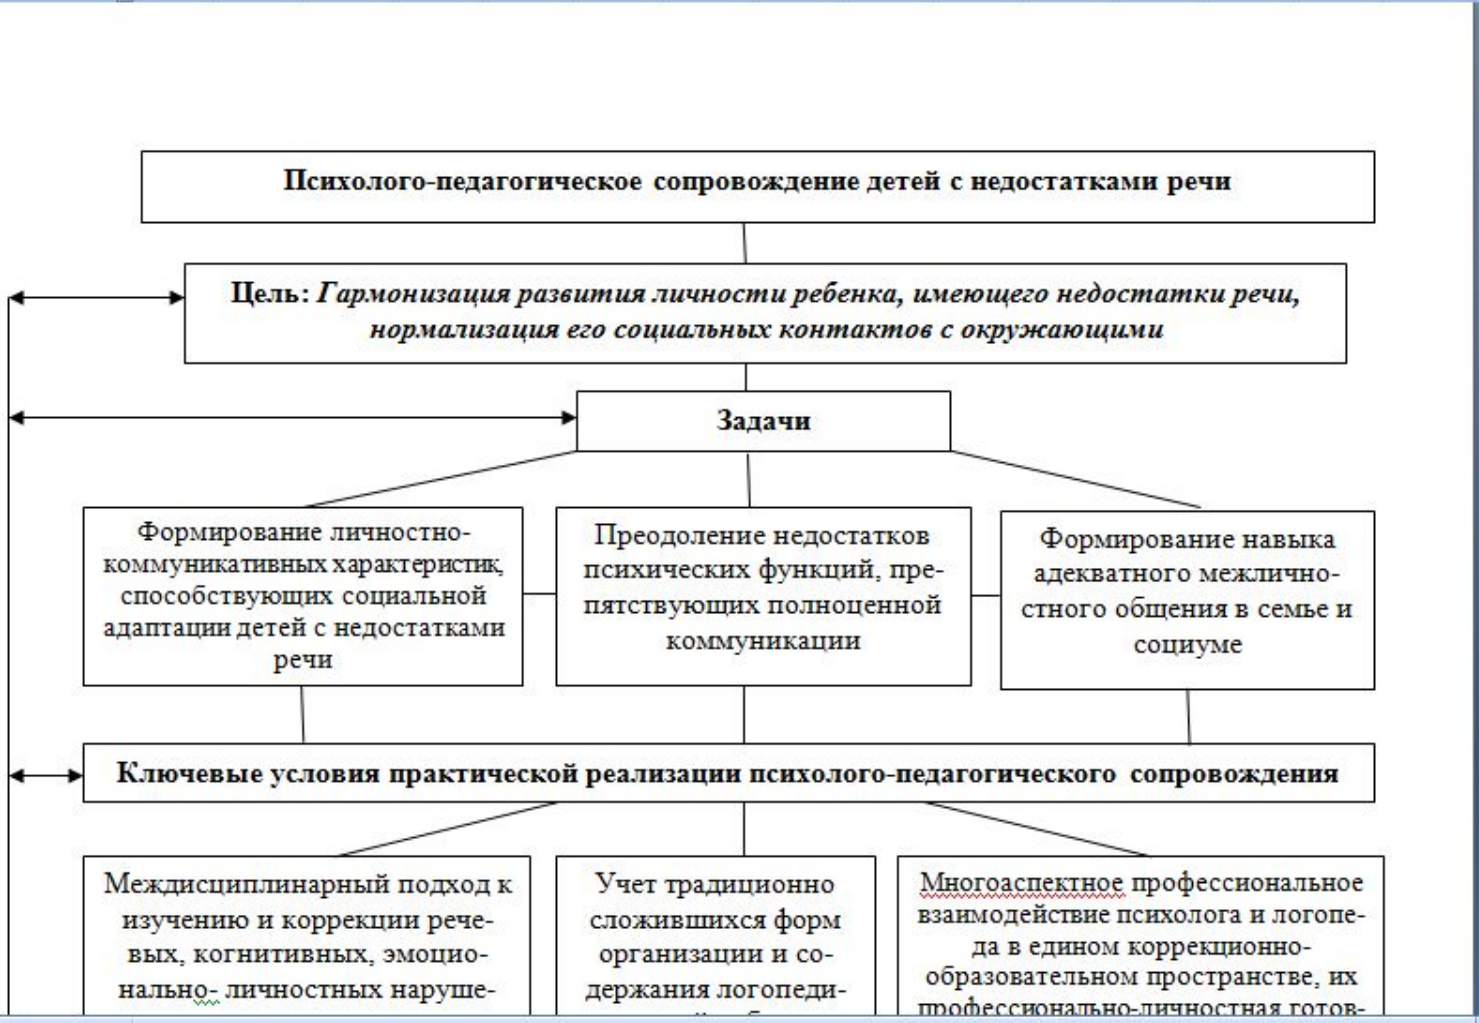 Психолого-педагогическое сопровождение детей с недостатками речи
Цель: Гармонизация развития личности ребенка, имеющего недостатки речи,
нормализация его социальных контактов с окружающими
Задачи
Формирование личностно-
коммуникативных характеристик,
способствующих социальной
адаптации детей с недостатками
речи
Преодоление недостатков
психических функций, пре-
пятствующих полноценной
коммуникации
Формирование навыка
адекватного межлично-
стного общения в семье и
социуме
Ключевые условия практической реализации психолого-педагогического сопровождения
Междисциплинарный подход к
изучению и коррекции рече-
вых, когнитивных, эмоцио-
нально- личностных наруше-
Учет традиционно
сложившихся форм
организации и со-
держания логопеди-
Многоаспектное профессиональное
взаимодействие психолога и логопе-
да в едином коррекционно-
образовательном пространстве, их
профессионально-личностная готов-